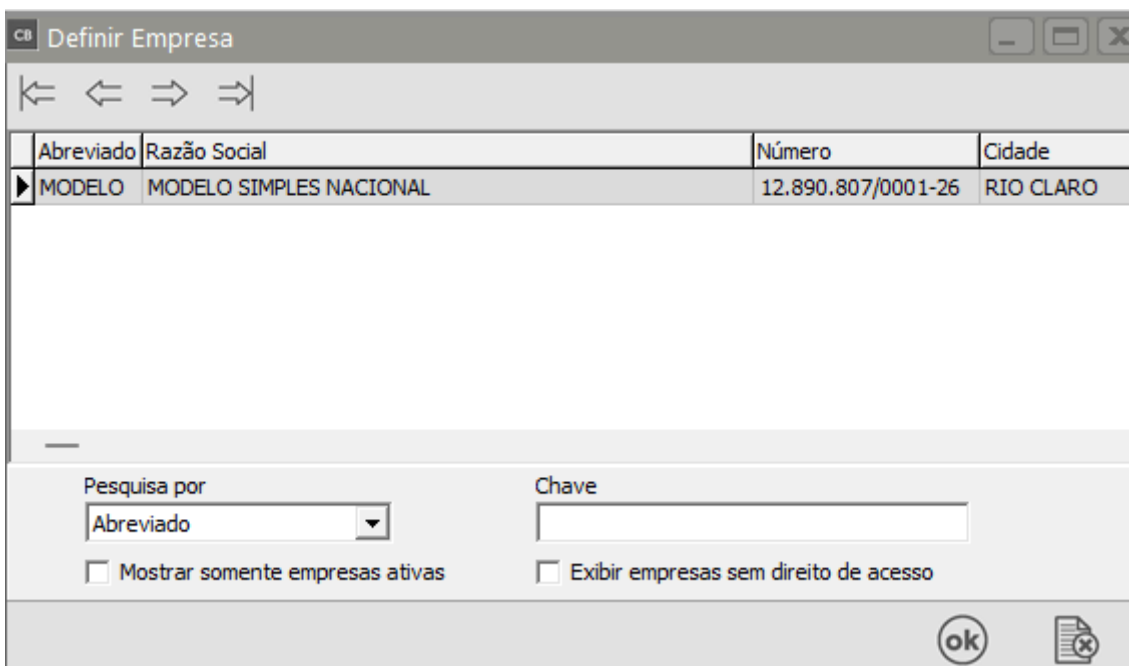 CB Definir Empresa
Abreviado Razão Social Número Cidade
MODELO MODELO SIMPLES NACIONAL 12.890.807/0001-26 RIO CLARO
Pesquisa por Chave
Abreviado
Mostrar somente empresas ativas Exibir empresas sem direito de acesso
ok